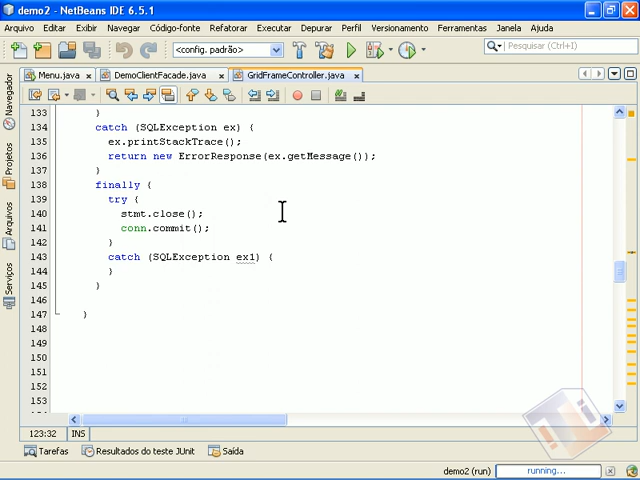 demo2 - NetBeans IDE 6.5.1
Arquivo Editar Exibir Navegar Código-fonte Refatorar Executar Depurar Perfil Versionamento Ferramentas Janela Ajuda
<config. padrão> Pesquisar (Ctrl+I)
Menu.java DemoClientFacade.java GridFrameController.java
Navegador
Projetos
Arquivos
Serviços
133 }
134 catch (SQLException ex) {
135 ex.printStackTrace();
136 return new ErrorResponse(ex.getMessage());
137 }
138 finally {
139 try {
140 stmt.close();
141 conn.commit();
142 }
143 catch (SQLException ex1) {
144 }
145 }
146
147 }
148
149
150
151
152
153
123:32 INS
Tarefas Resultados do teste JUnit Saída
demo2 (run) running...